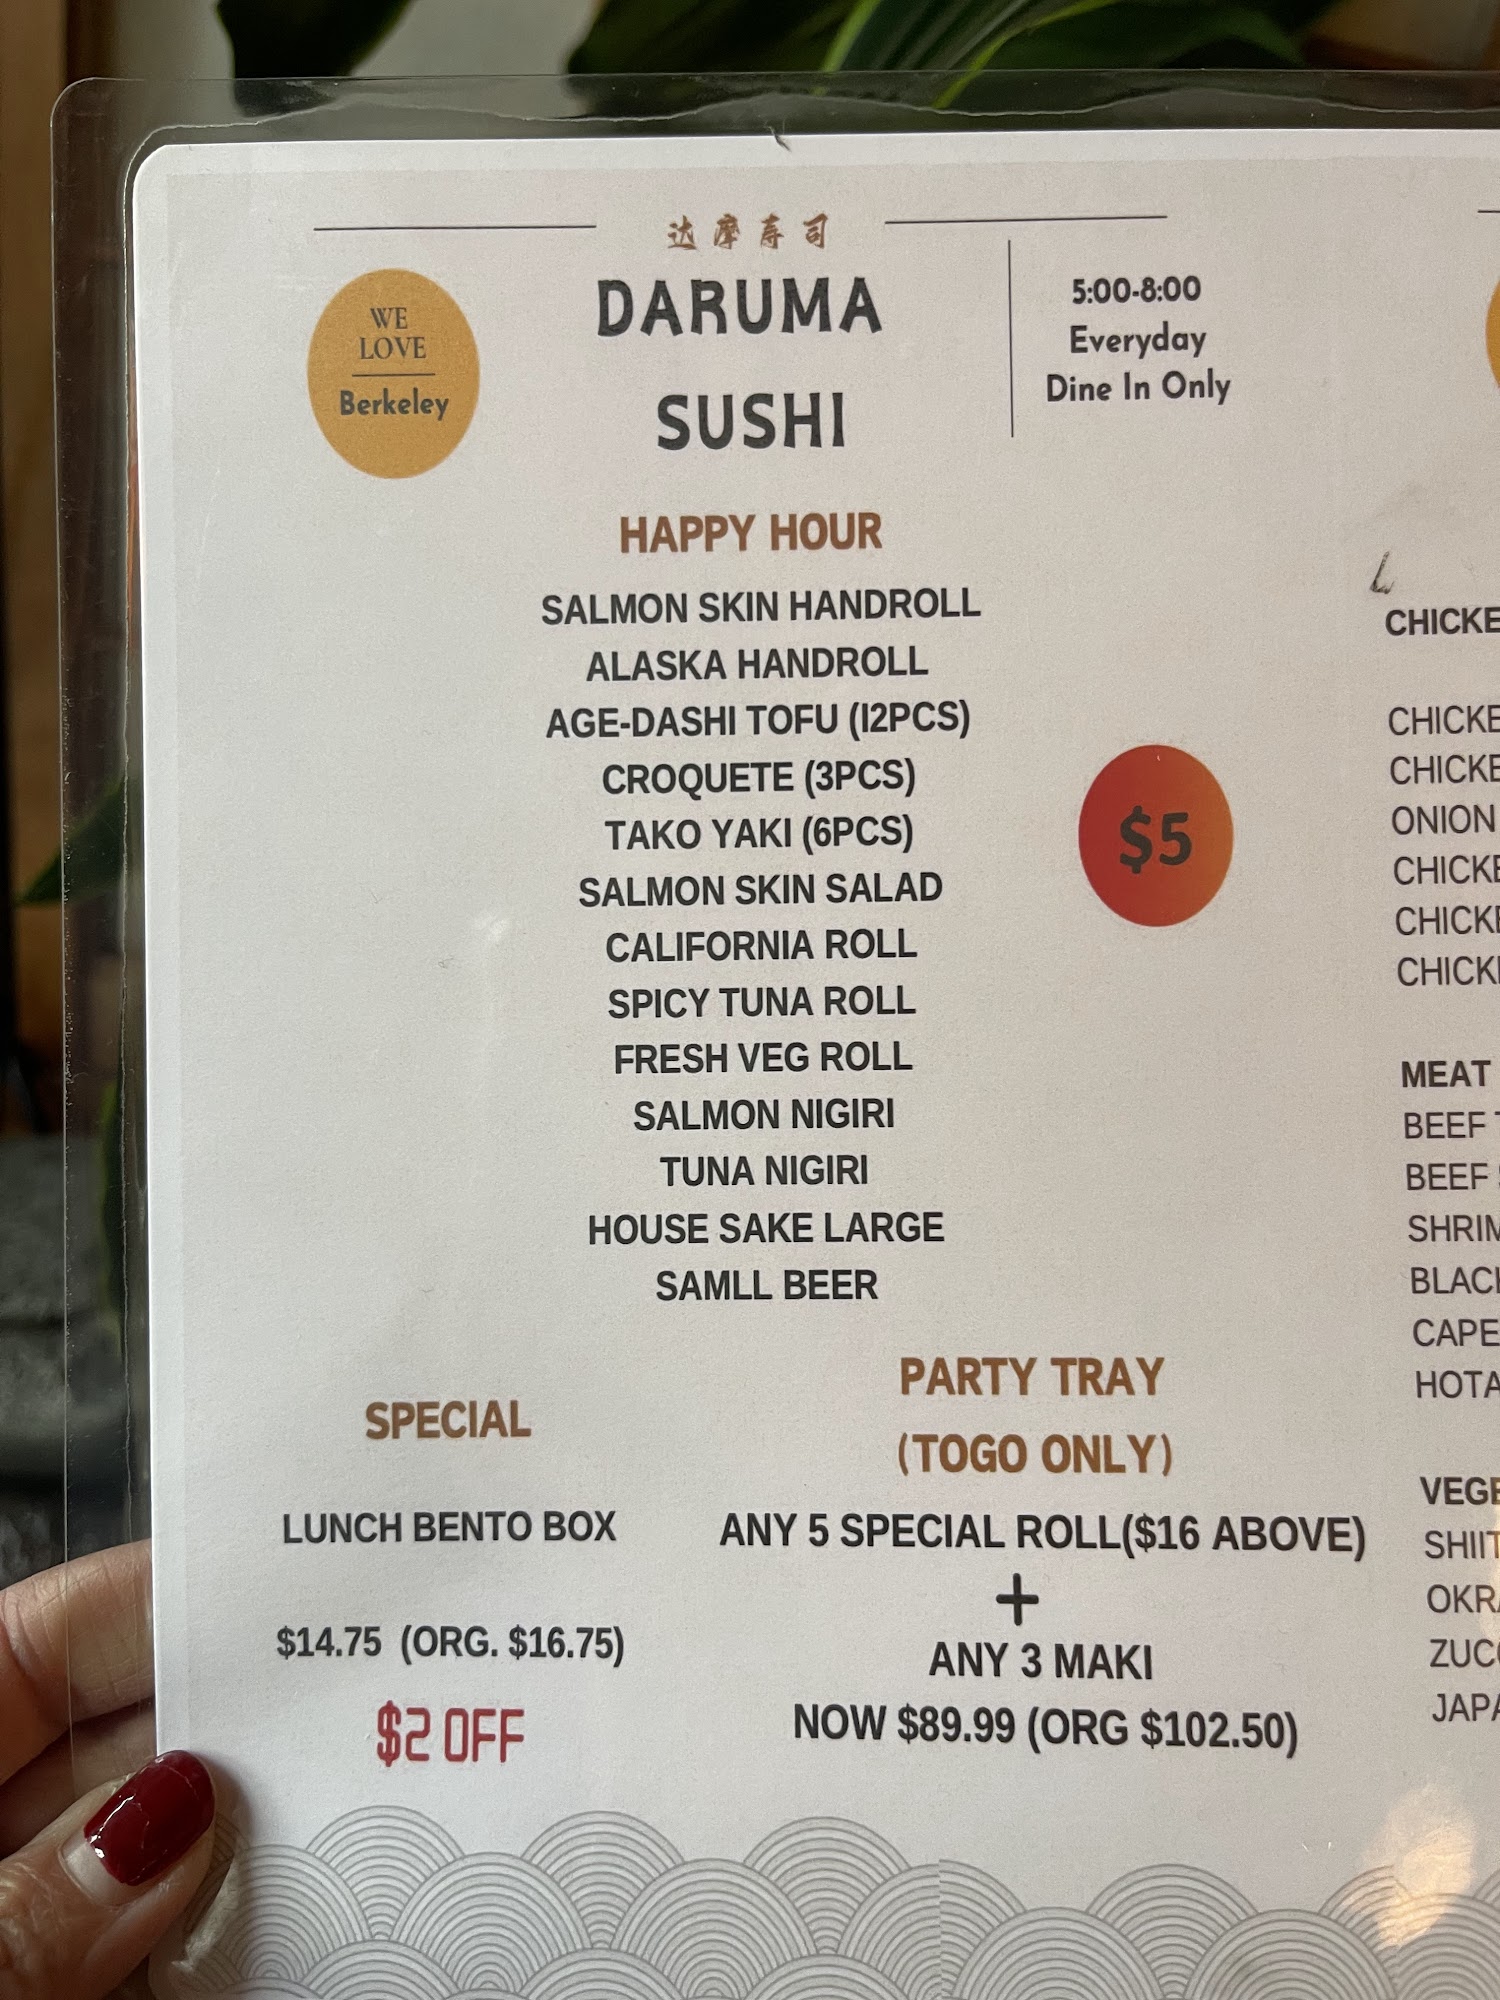 达摩寿司
WE
LOVE
Berkeley
DARUMA
SUSHI
5:00-8:00
Everyday
Dine In Only
HAPPY HOUR
SALMON SKIN HANDROLL
ALASKA HANDROLL
AGE-DASHI TOFU (I2PCS)
CROQUETE (3PCS)
TAKO YAKI (6PCS)
SALMON SKIN SALAD
CALIFORNIA ROLL
SPICY TUNA ROLL
FRESH VEG ROLL
SALMON NIGIRI
TUNA NIGIRI
HOUSE SAKE LARGE
SAMLL BEER
$5
SPECIAL
LUNCH BENTO BOX
$14.75 (ORG. $16.75)
$2 OFF
PARTY TRAY
(TOGO ONLY)
ANY 5 SPECIAL ROLL($16 ABOVE)
+
ANY 3 MAKI
NOW $89.99 (ORG $102.50)
ONION
MEAT
BEEF
BEEF